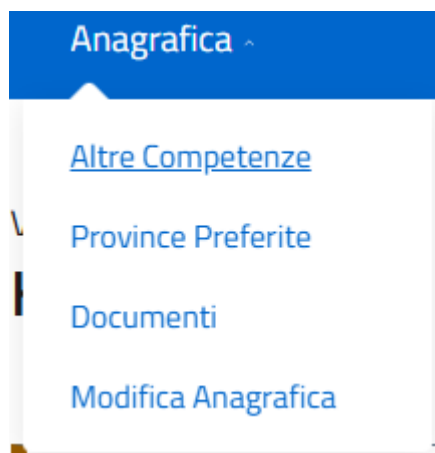 Anagrafica
Altre Competenze
Province Preferite
Documenti
Modifica Anagrafica